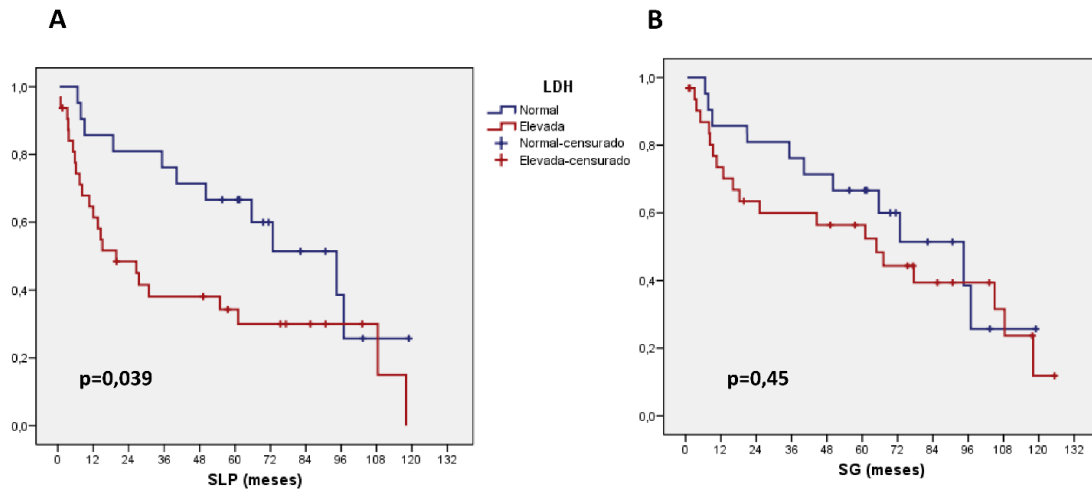 A
B
LDH
Normal
Elevada
Normal-censurado
Elevada-censurado
1,0
0,8
0,6
0,4
0,2
0,0
p=0,039
0 12 24 36 48 60 72 84 96 108 120 132
SLP (meses)
1,0
0,8
0,6
0,4
0,2
0,0
p=0,45
0 12 24 36 48 60 72 84 96 108 120 132
SG (meses)